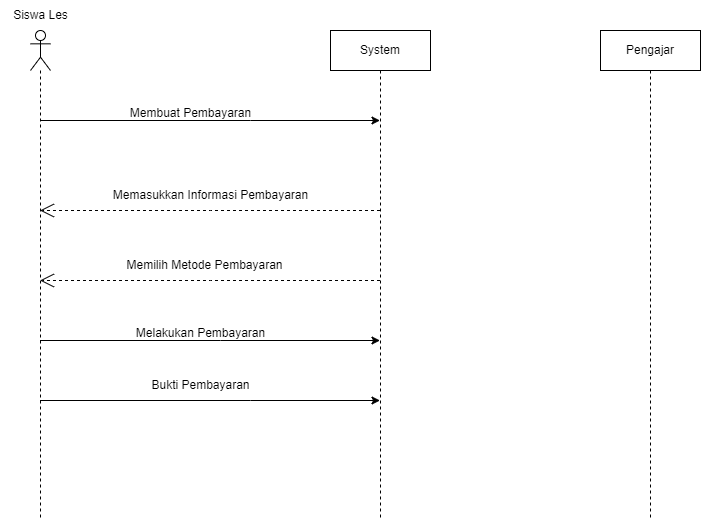 Siswa Les
System
Pengajar
Membuat Pembayaran
Memasukkan Informasi Pembayaran
Memilih Metode Pembayaran
Melakukan Pembayaran
Bukti Pembayaran